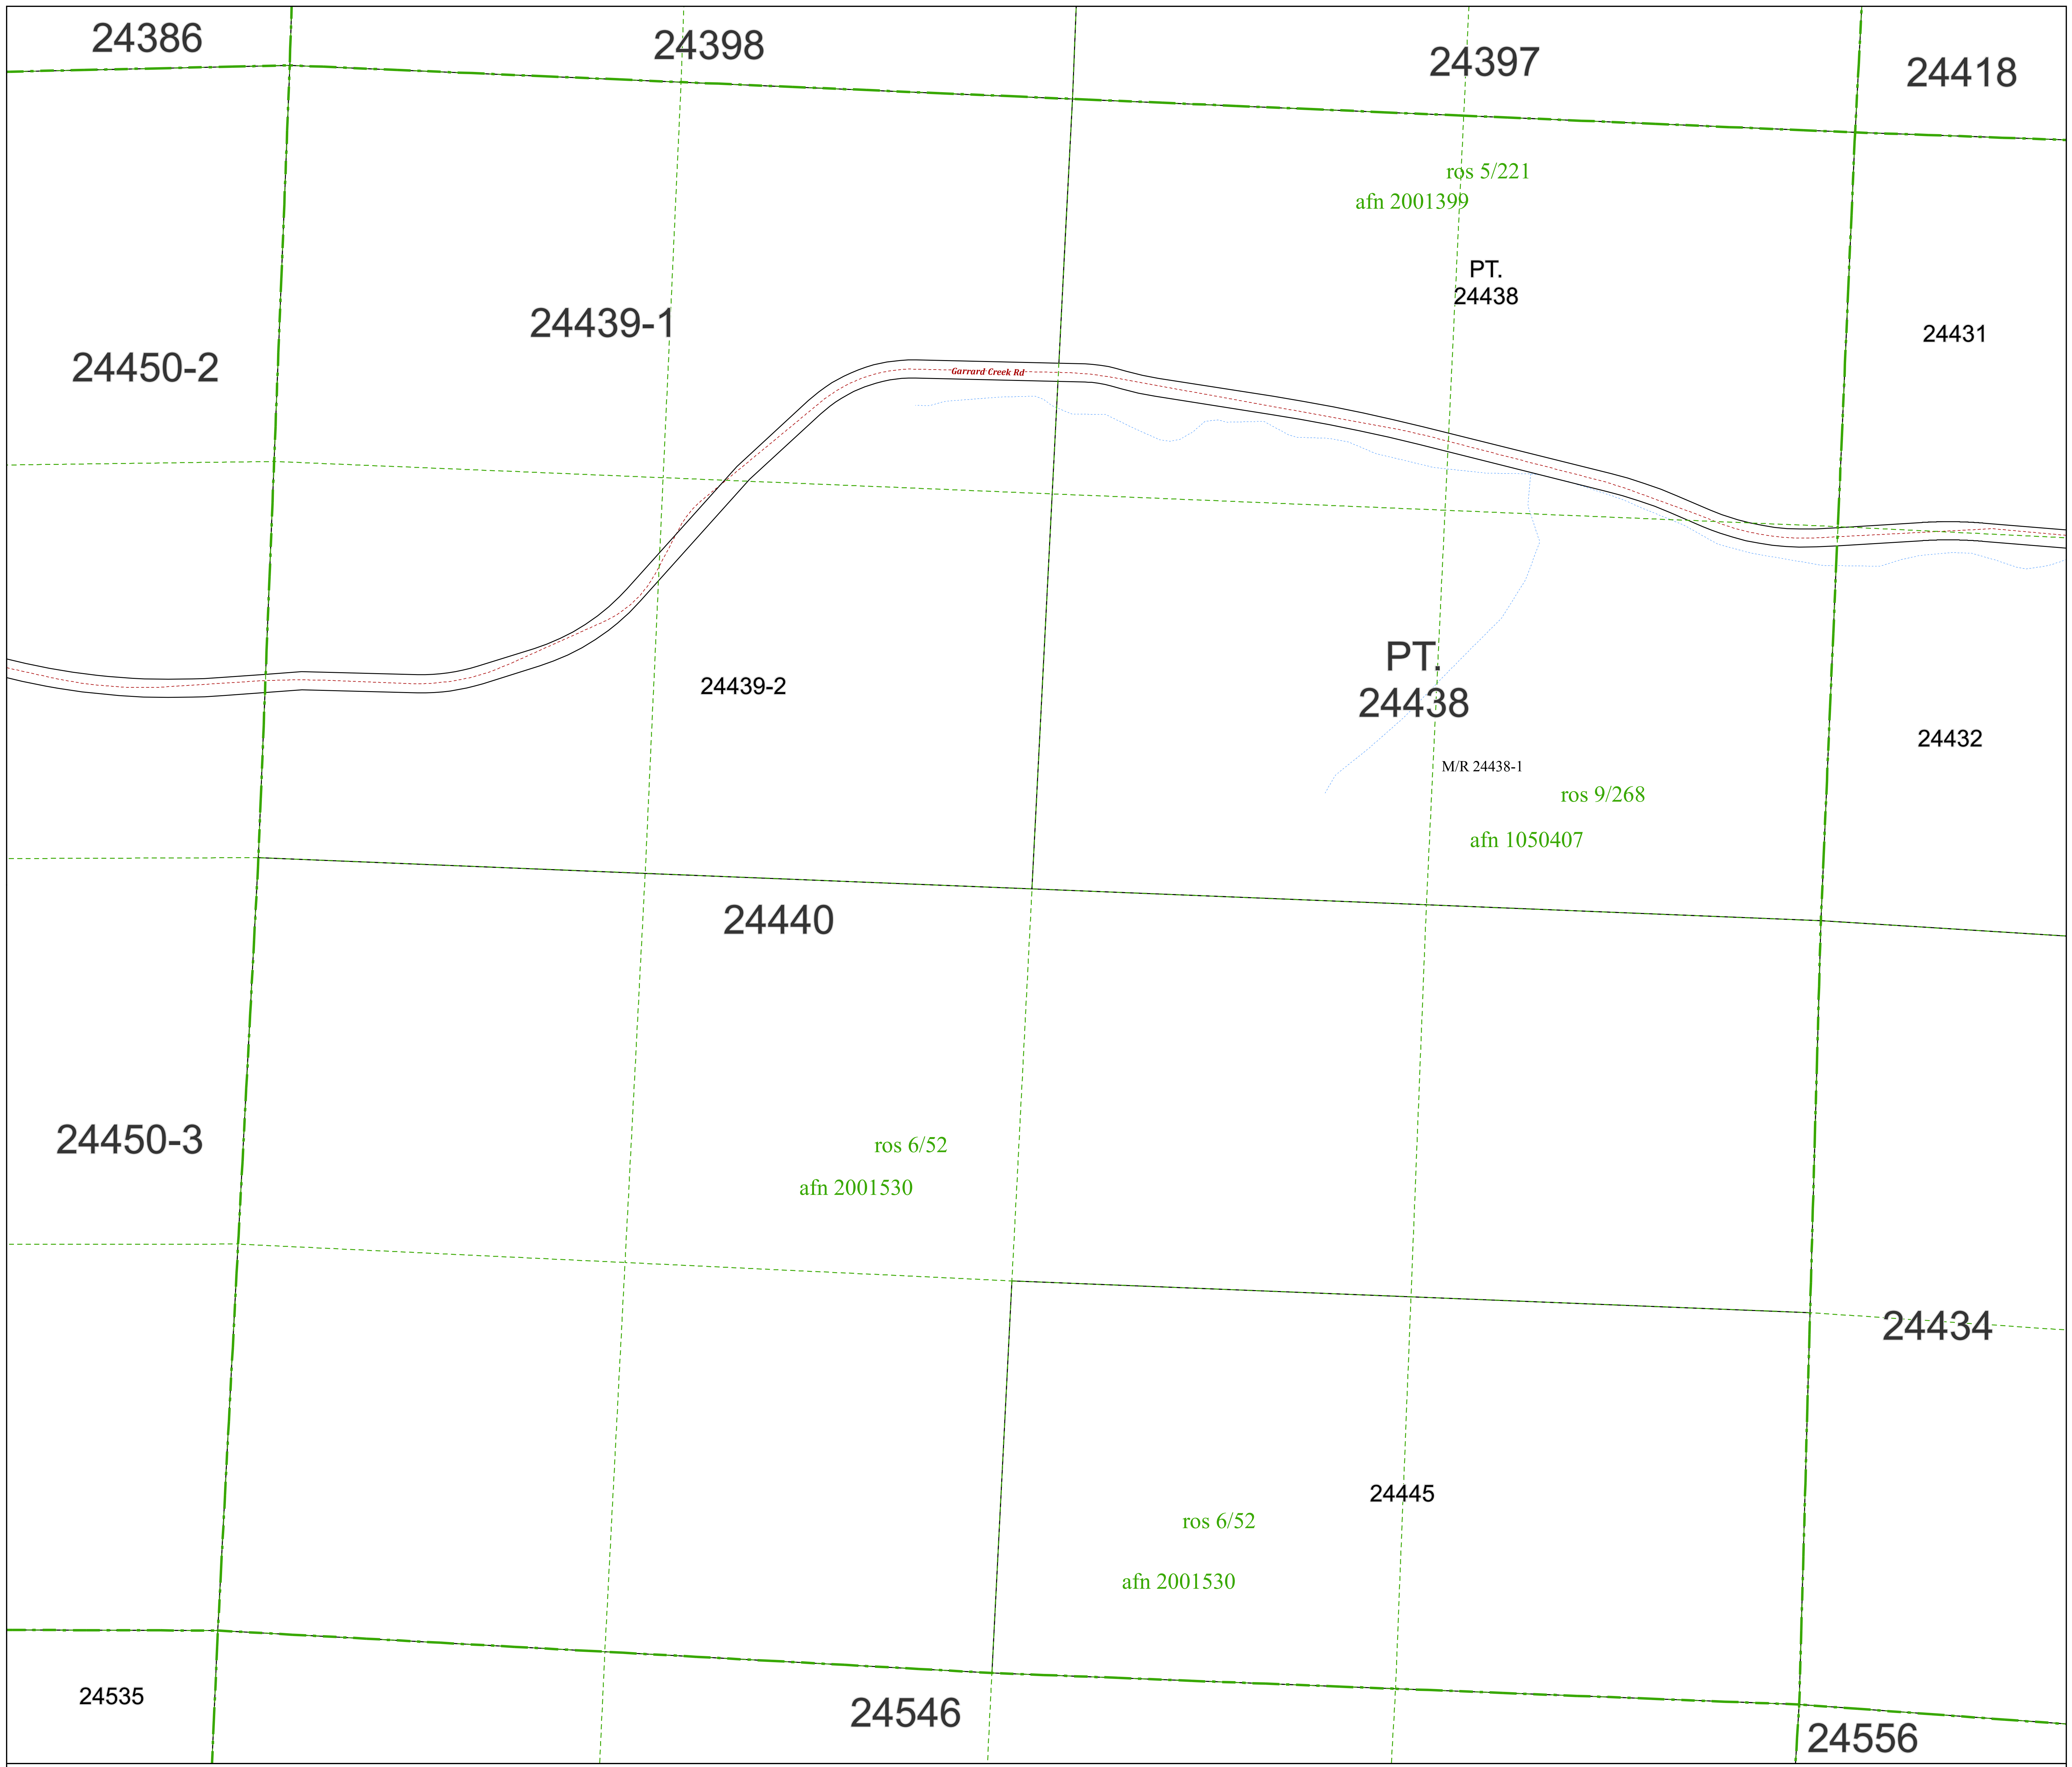 24386
24398
24397
24418
ros 5/221
afn 2001399
PT.
24438
24439-1
24431
24450-2
Garrard Creek Rd
PT.
24438
24439-2
24432
M/R 24438-1
ros 9/268
afn 1050407
24440
24450-3
ros 6/52
afn 2001530
24434
24445
ros 6/52
afn 2001530
24535
24546
24556